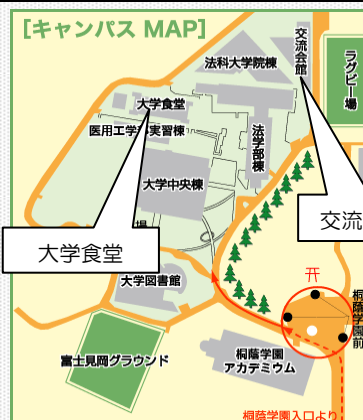 [キャンパス MAP]
交流会館
ラグビー場
法科大学院棟
大学食堂
医用工学
実習棟
法学部棟
大学中央棟
場
交流
大学食堂
大学図書館
桐蔭学園前
富士見岡グラウンド
桐蔭学園
アカデミウム
桐蔭学園入口より